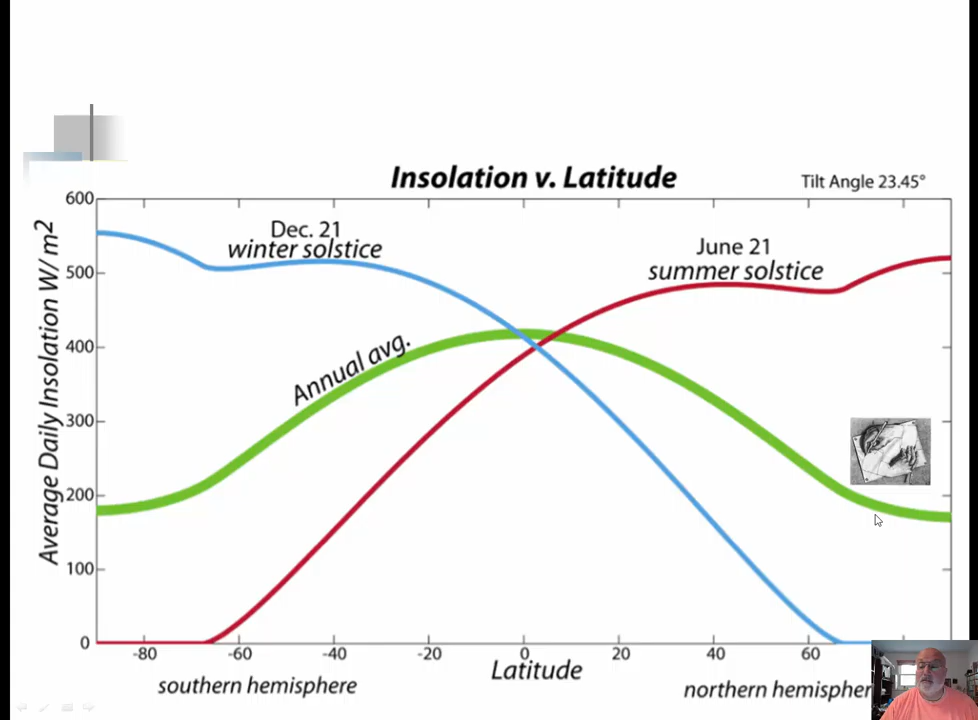 Insolation v. Latitude
Tilt Angle 23.45°
Average Daily Insolation W/ m2
600
500
400
300
200
100
0
Dec. 21
winter solstice
June 21
summer solstice
Annual avg.
-80 -60 -40 -20 0 20 40 60
Latitude
southern hemisphere
northern hemispher